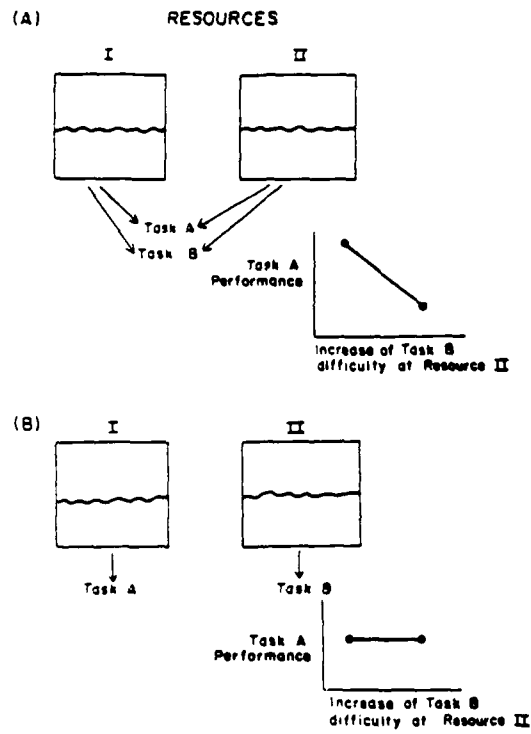 (A) RESOURCES
I II
Task A
Task B
Task A
Performance
Increase of Task B
difficulty at Resource II
(B) I II
Task A Task B
Task A
Performance
Increase of Task B
difficulty at Resource II